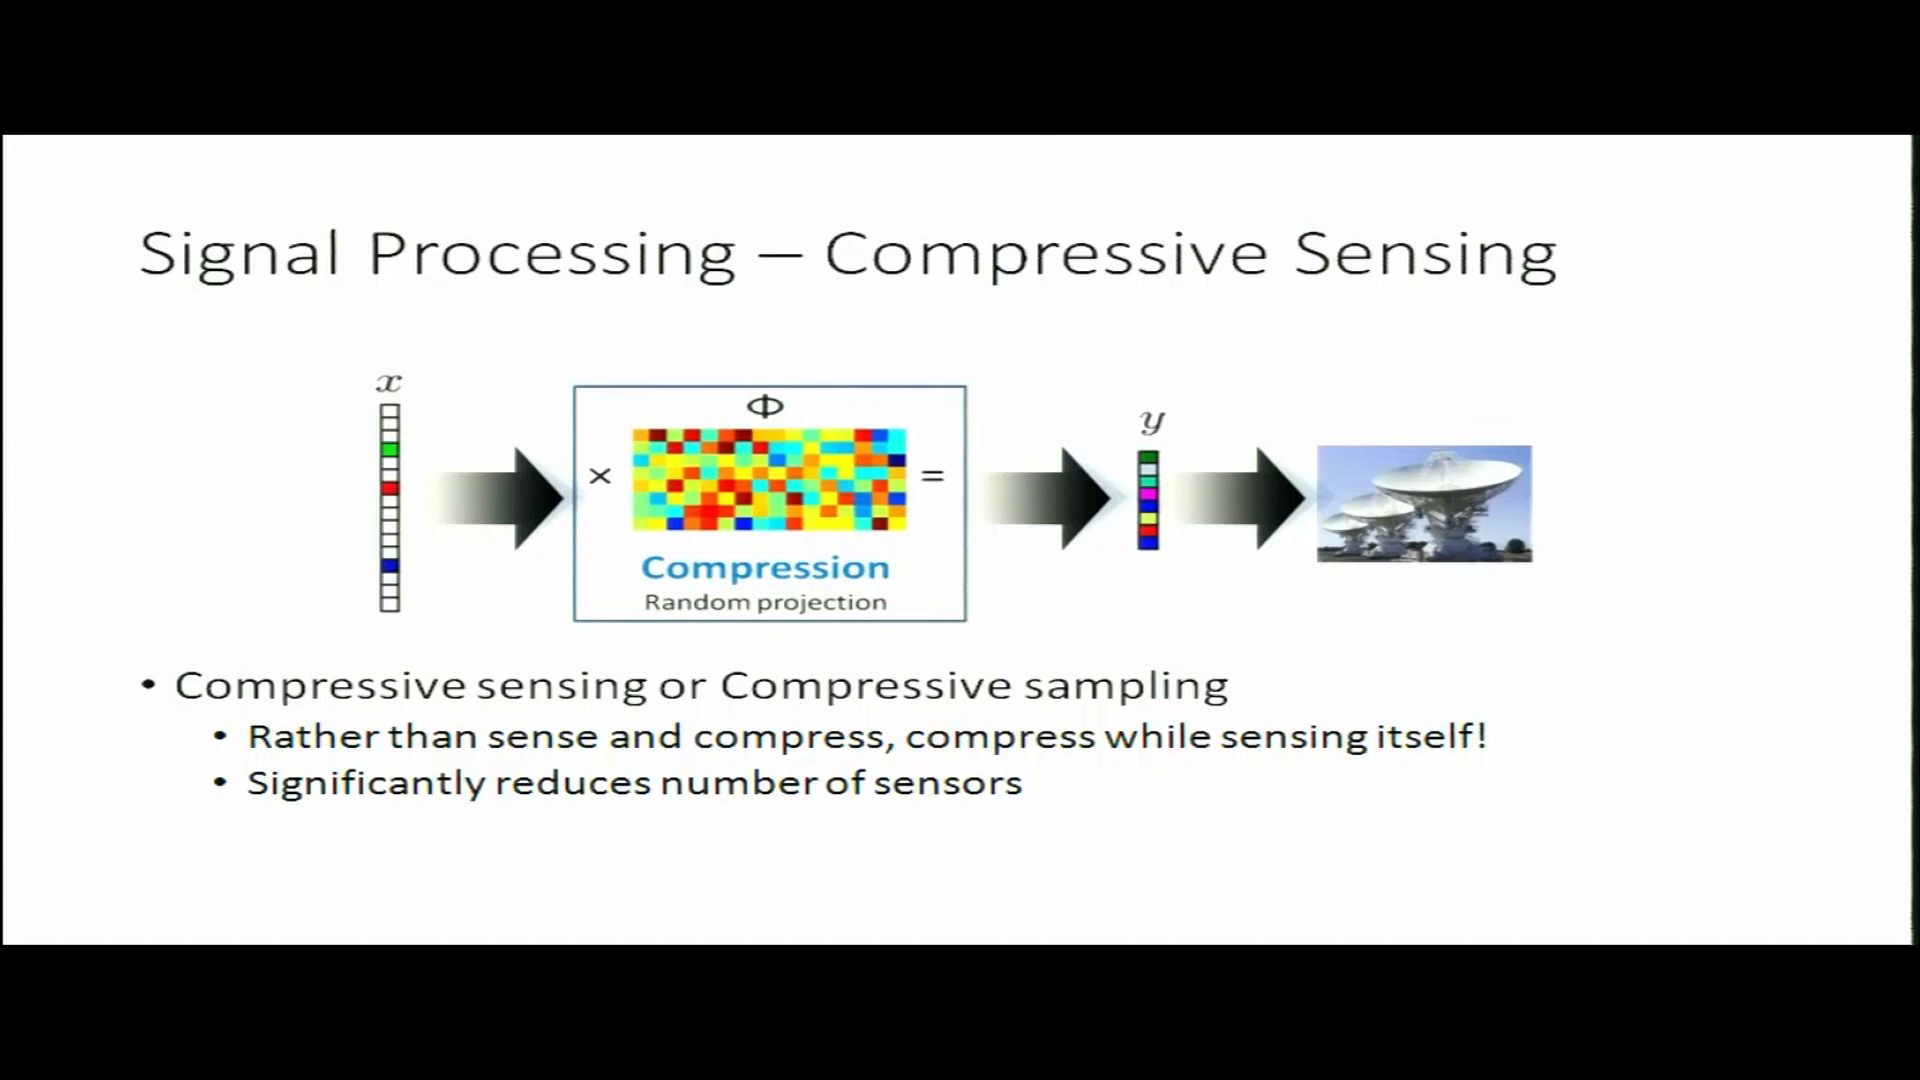 Signal Processing – Compressive Sensing
x
Φ
y
×
=
Compression
Random projection
• Compressive sensing or Compressive sampling
• Rather than sense and compress, compress while sensing itself!
• Significantly reduces number of sensors